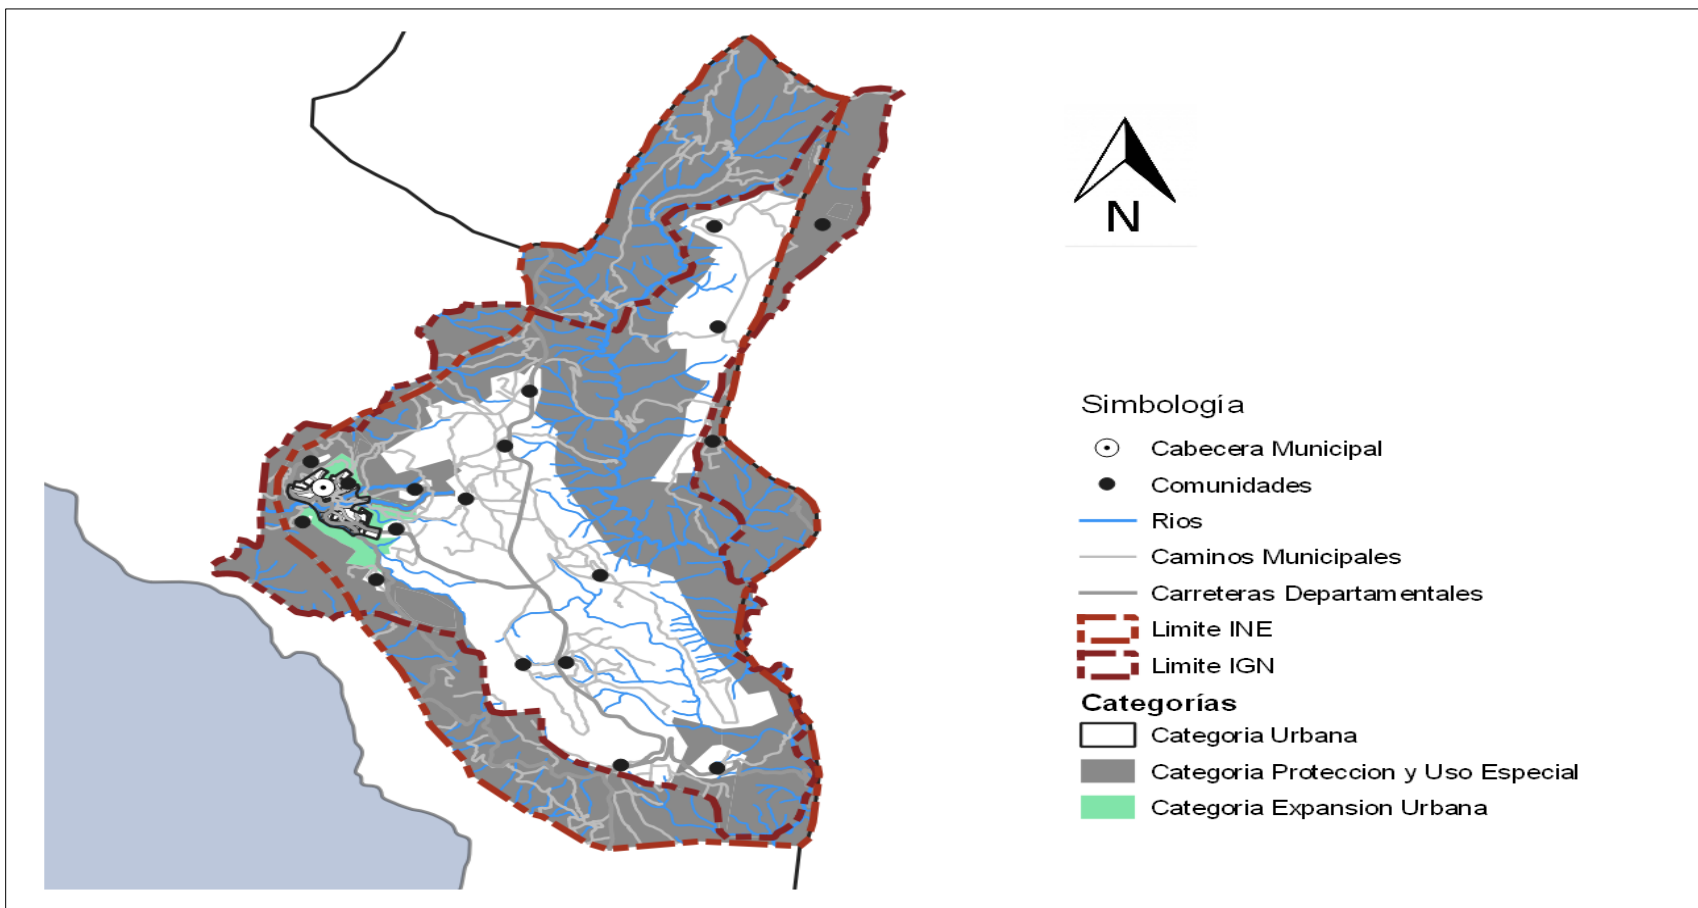 N
Simbología
Cabecera Municipal
Comunidades
Rios
Caminos Municipales
Carreteras Departamentales
Limite INE
Limite IGN
Categorías
Categoria Urbana
Categoria Proteccion y Uso Especial
Categoria Expansion Urbana